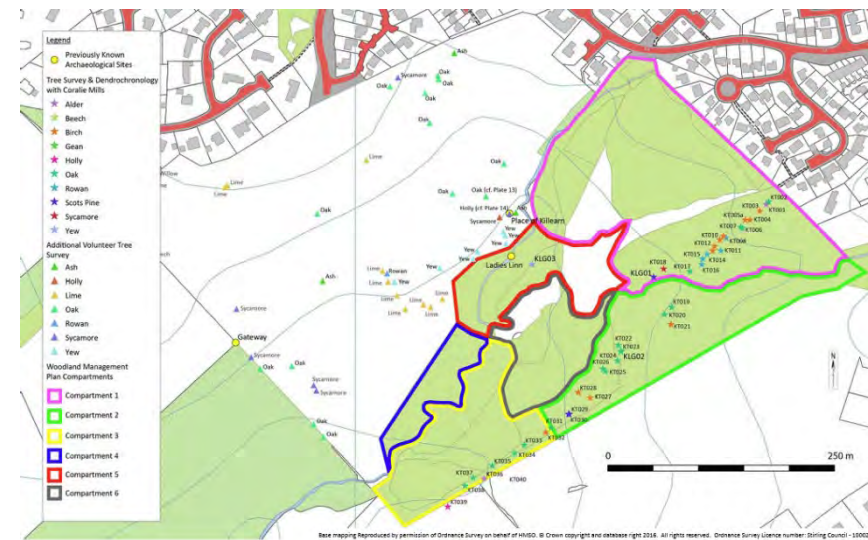 Legend
Previously Known
Archaeological Sites
Tree Survey & Dendrochronology
with Coralie Mills
Alder
Beech
Birch
Gean
Holly
Oak
Rowan
Scots Pine
Sycamore
Yew
Additional Volunteer Tree
Survey
Ash
Holly
Lime
Oak
Rowan
Sycamore
Yew
Woodland Management
Plan Compartments
Compartment 1
Compartment 2
Compartment 3
Compartment 4
Compartment 5
Compartment 6
Ash
Sycamore
Oak
Oak
Oak
Oak
Lime
Lime
Lime
Oak
Oak
Oak (cf. Plate 13)
Holly (cf. Plate 14)
Ash
Sycamore
Place of Killearn
Yew
Yew
Yew
Yew
Yew
Ladies Linn
KLG03
Ash
Lime
Rowan
Yew
Lime
Lime
Lime
Lime
Lime
Sycamore
Gateway
Sycamore
Oak
Oak
Sycamore
Sycamore
Oak
Oak
KT002
KT003
KT001
KT005a
KT004
KT007
KT006
KT010
KT008
KT012
KT011
KT015
KT014
KT018
KT017
KT016
KLG01
KT019
KT020
KT021
KT022
KT023
KT024
KLG02
KT026
KT025
KT028
KT027
KT029
KT030
KT031
KT032
KT033
KT034
KT035
KT037
KT036
KT040
KT038
KT039
N
0
250 m
Base mapping Reproduced by permission of Ordnance Survey on behalf of HMSO. © Crown copyright and database right 2016. All rights reserved. Ordnance Survey Licence number: Stirling Council -